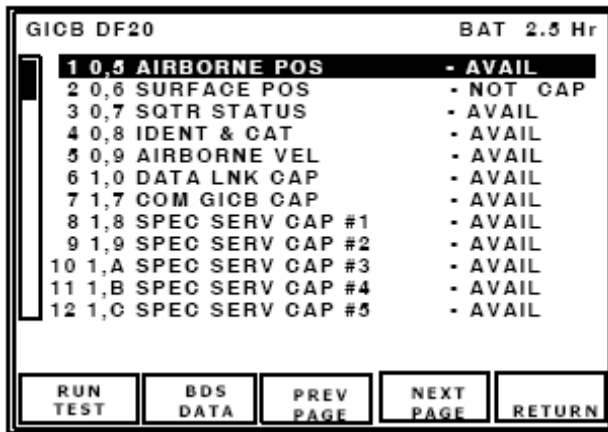 GICB DF20 BAT 2.5 Hr
1 0,5 AIRBORNE POS - AVAIL
2 0,6 SURFACE POS - NOT CAP
3 0,7 SQTR STATUS - AVAIL
4 0,8 IDENT & CAT - AVAIL
5 0,9 AIRBORNE VEL - AVAIL
6 1,0 DATA LNK CAP - AVAIL
7 1,7 COM GICB CAP - AVAIL
8 1,8 SPEC SERV CAP #1 - AVAIL
9 1,9 SPEC SERV CAP #2 - AVAIL
10 1,A SPEC SERV CAP #3 - AVAIL
11 1,B SPEC SERV CAP #4 - AVAIL
12 1,C SPEC SERV CAP #5 - AVAIL
RUN TEST
BDS DATA
PREV PAGE
NEXT PAGE
RETURN